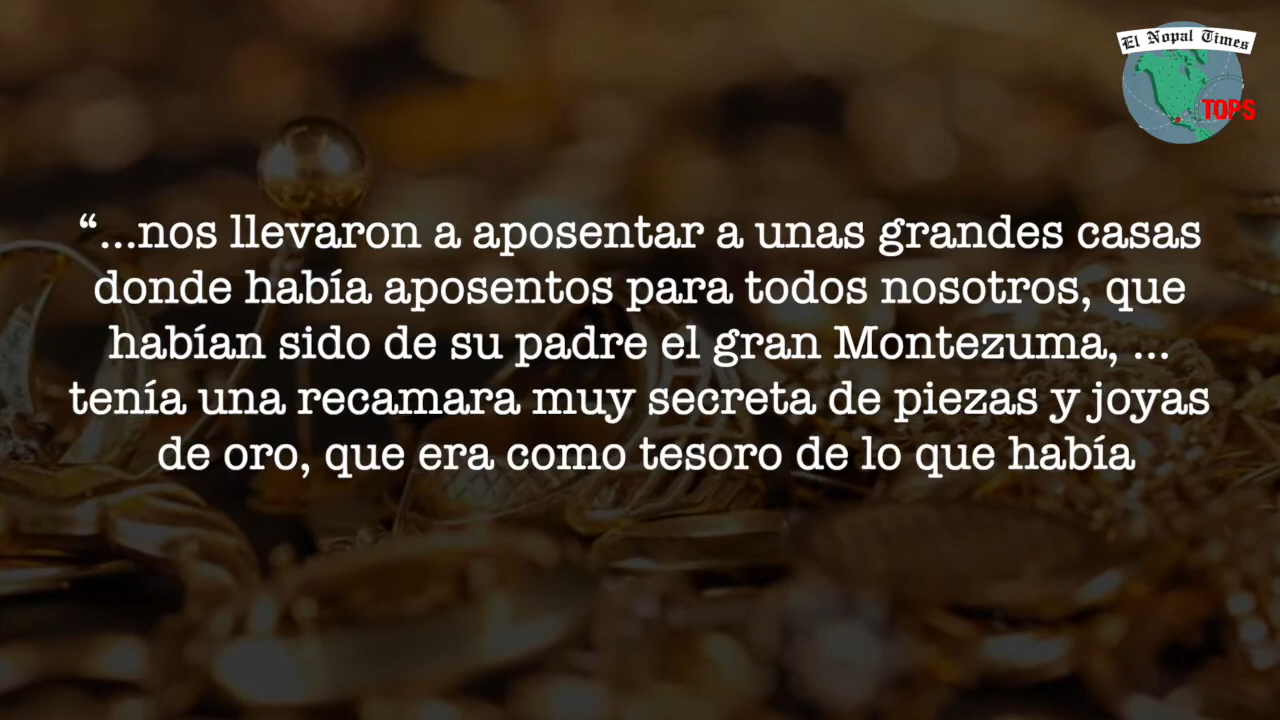 El Nopal Times
TOPS
“...nos llevaron a aposentar a unas grandes casas
donde había aposentos para todos nosotros, que
habían sido de su padre el gran Montezuma, ...
tenía una recamara muy secreta de piezas y joyas
de oro, que era como tesoro de lo que había